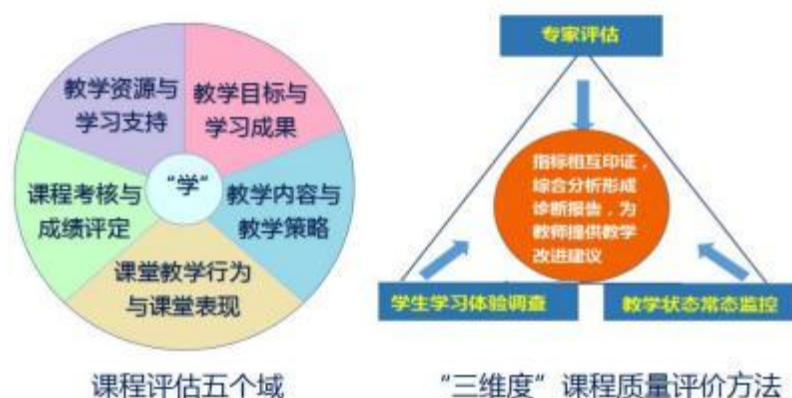 教学资源与
学习支持
教学目标与
学习成果
课程考核与
成绩评定
“学”
教学内容与
教学策略
课堂教学行为
与课堂表现
课程评估五个域
专家评估
指标相互印证，
综合分析形成
诊断报告，为
教师提供教学
改进建议
学生学习体验调查
教学状态常态监控
“三维度”课程质量评价方法